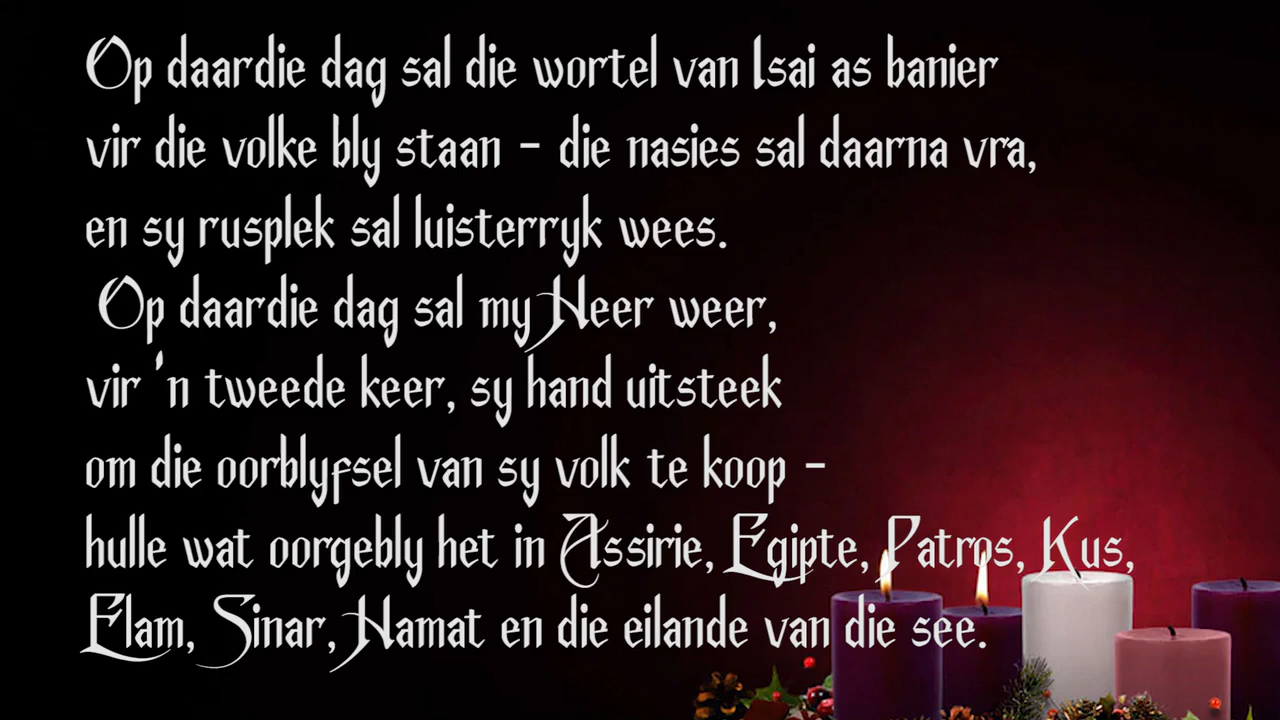 Op daardie dag sal die wortel van Isai as banier
vir die volke bly staan – die nasies sal daarna vra,
en sy rusplek sal luisterryk wees.
Op daardie dag sal my Heer weer,
vir 'n tweede keer, sy hand uitsteek
om die oorblyfsel van sy volk te koop –
hulle wat oorgebly het in Assirie, Egipte, Patros, Kus,
Elam, Sinar, Hamat en die eilande van die see.